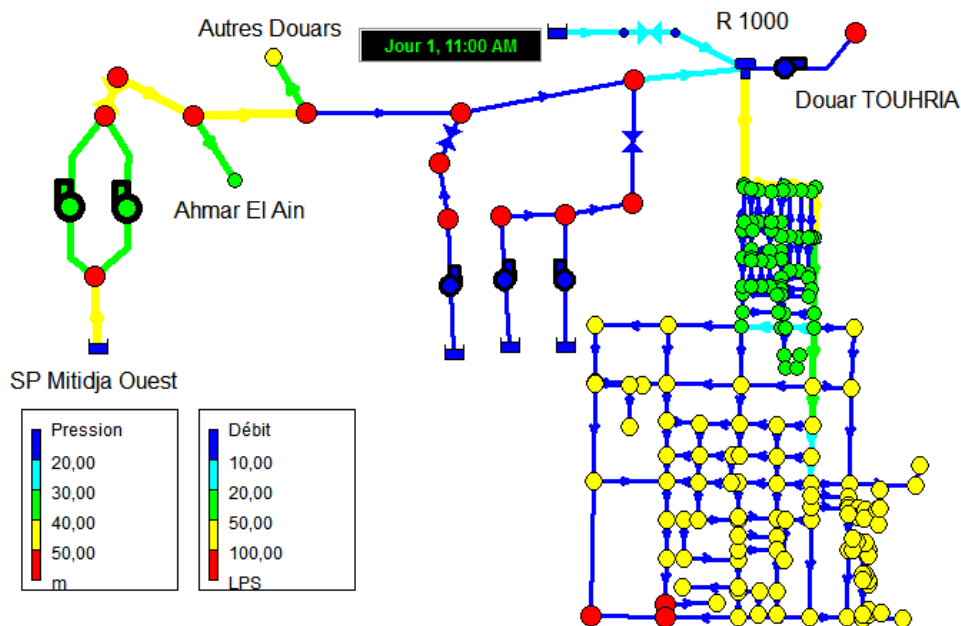 R 1000
Autres Douars
Jour 1, 11:00 AM
Douar TOUHRIA
Ahmar El Ain
SP Mitidja Ouest
Pression
20,00
30,00
40,00
50,00
m
Débit
10,00
20,00
50,00
100,00
LPS